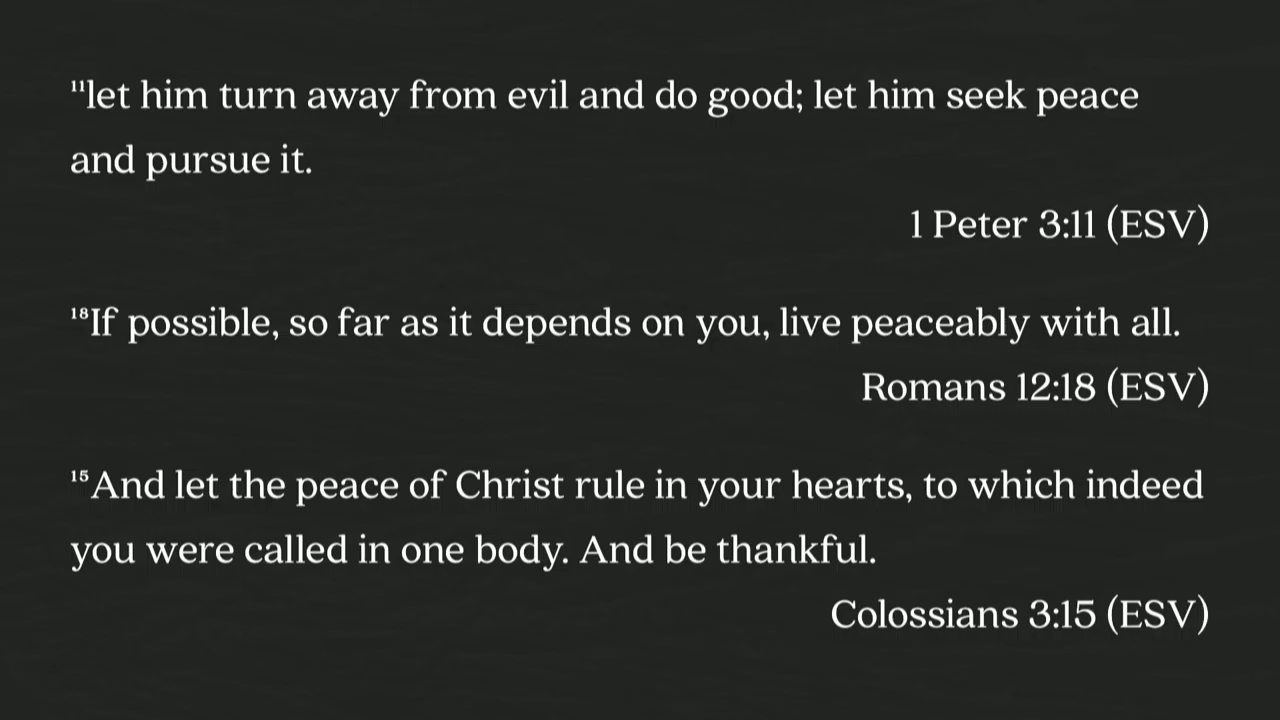 ¹¹let him turn away from evil and do good; let him seek peace
and pursue it.
1 Peter 3:11 (ESV)
¹⁸If possible, so far as it depends on you, live peaceably with all.
Romans 12:18 (ESV)
¹⁵And let the peace of Christ rule in your hearts, to which indeed
you were called in one body. And be thankful.
Colossians 3:15 (ESV)